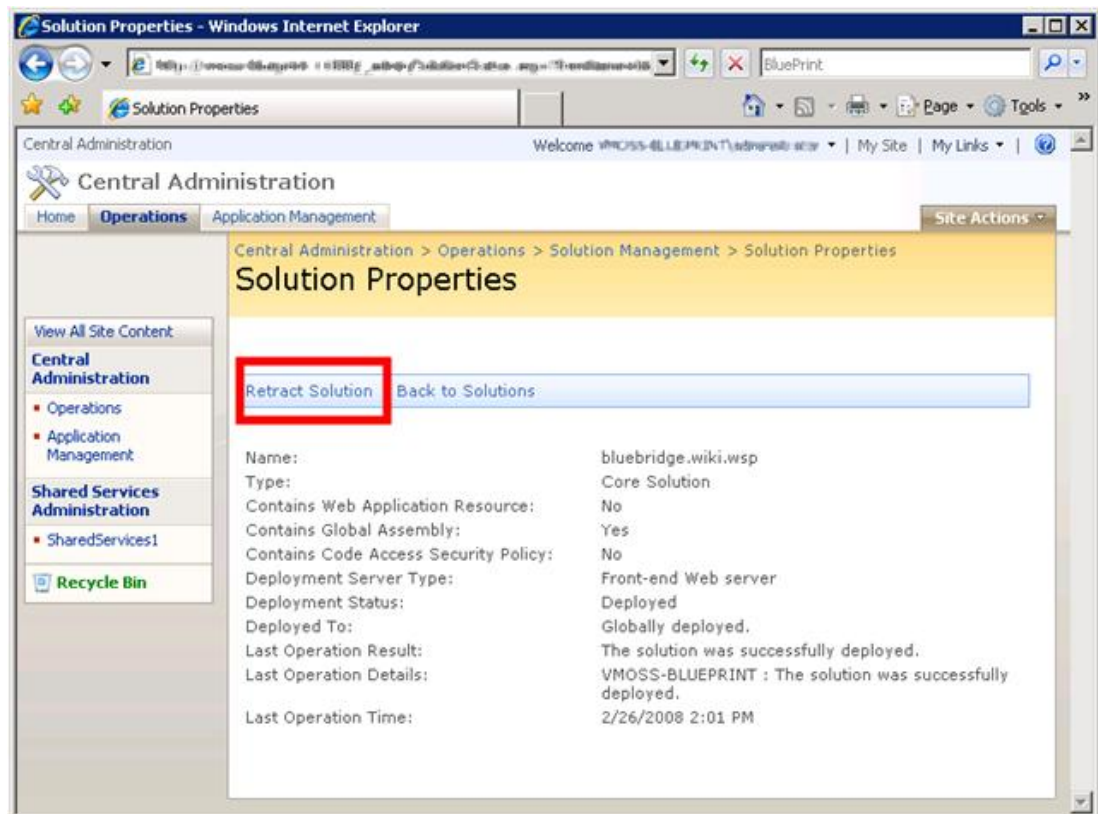 Solution Properties - Windows Internet Explorer
BluePrint
Solution Properties
Page Tools »
Central Administration
Welcome | My Site | My Links |
Central Administration
Home Operations Application Management
Site Actions
Central Administration > Operations > Solution Management > Solution Properties
Solution Properties
View All Site Content
Central
Administration
Operations
Application
Management
Shared Services
Administration
SharedServices1
Recycle Bin
Retract Solution Back to Solutions
Name: bluebridge.wiki.wsp
Type: Core Solution
Contains Web Application Resource: No
Contains Global Assembly: Yes
Contains Code Access Security Policy: No
Deployment Server Type: Front-end Web server
Deployment Status: Deployed
Deployed To: Globally deployed.
Last Operation Result: The solution was successfully deployed.
Last Operation Details: VMOSS-BLUEPRINT : The solution was successfully
deployed.
Last Operation Time: 2/26/2008 2:01 PM